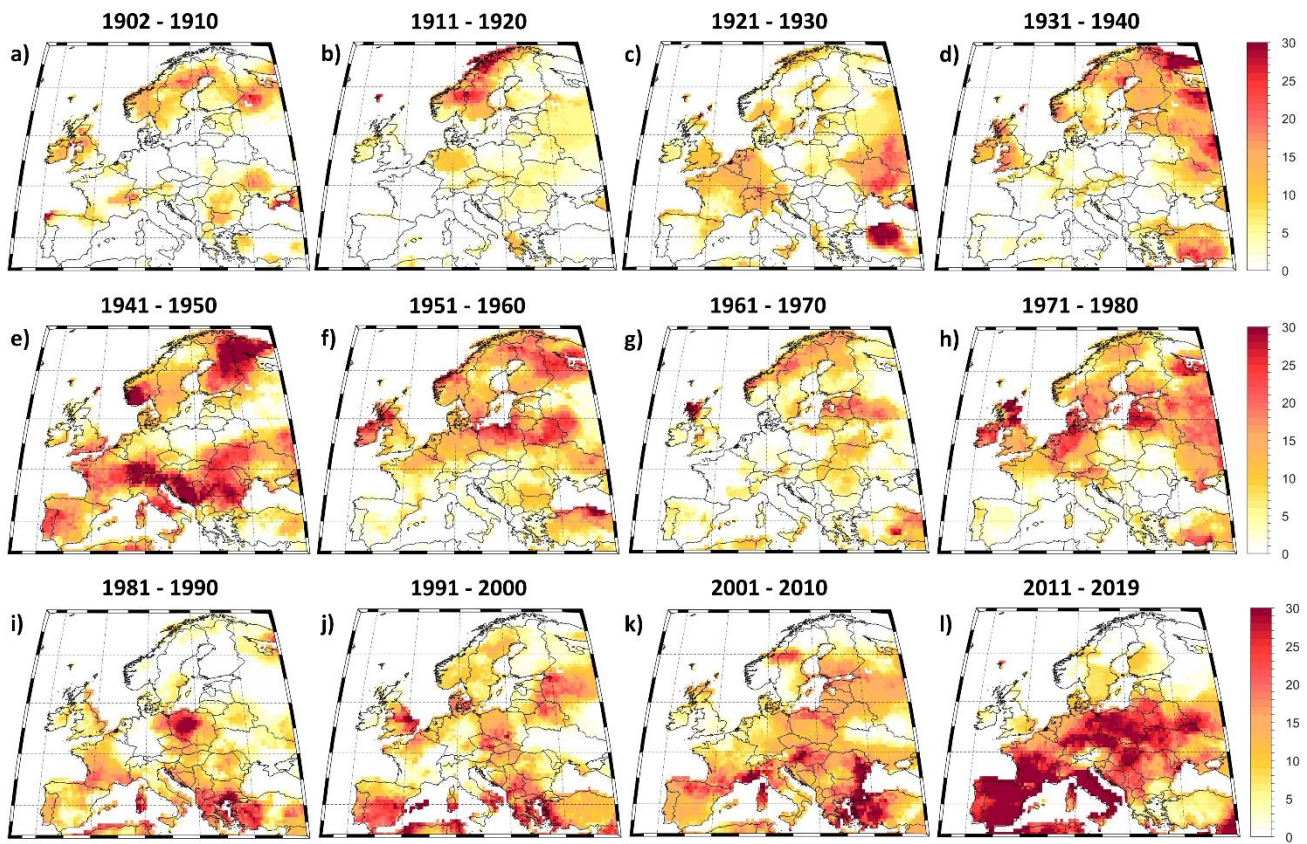 1902 - 1910
1911 - 1920
1921 - 1930
1931 - 1940
a)
b)
c)
d)
30
25
20
15
10
5
0
1941 - 1950
1951 - 1960
1961 - 1970
1971 - 1980
e)
f)
g)
h)
30
25
20
15
10
5
0
1981 - 1990
1991 - 2000
2001 - 2010
2011 - 2019
i)
j)
k)
l)
30
25
20
15
10
5
0